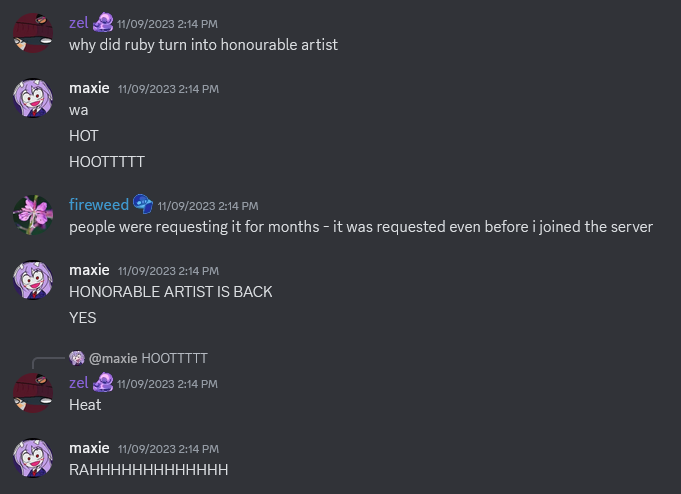 zel 11/09/2023 2:14 PM
why did ruby turn into honourable artist
maxie 11/09/2023 2:14 PM
wa
HOT
HOOTTTTT
fireweed 11/09/2023 2:14 PM
people were requesting it for months - it was requested even before i joined the server
maxie 11/09/2023 2:14 PM
HONORABLE ARTIST IS BACK
YES
@maxie HOOTTTTT
zel 11/09/2023 2:14 PM
Heat
maxie 11/09/2023 2:14 PM
RAHHHHHHHHHHHHH